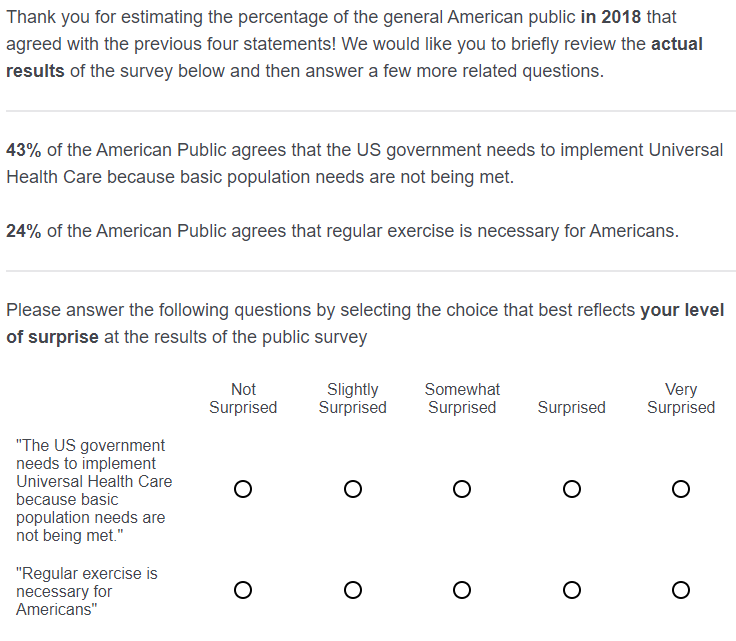 Thank you for estimating the percentage of the general American public in 2018 that
agreed with the previous four statements! We would like you to briefly review the actual
results of the survey below and then answer a few more related questions.
43% of the American Public agrees that the US government needs to implement Universal
Health Care because basic population needs are not being met.
24% of the American Public agrees that regular exercise is necessary for Americans.
Please answer the following questions by selecting the choice that best reflects your level
of surprise at the results of the public survey
Not Surprised
Slightly Surprised
Somewhat Surprised
Surprised
Very Surprised
"The US government
needs to implement
Universal Health Care
because basic
population needs are
not being met."
"Regular exercise is
necessary for
Americans"